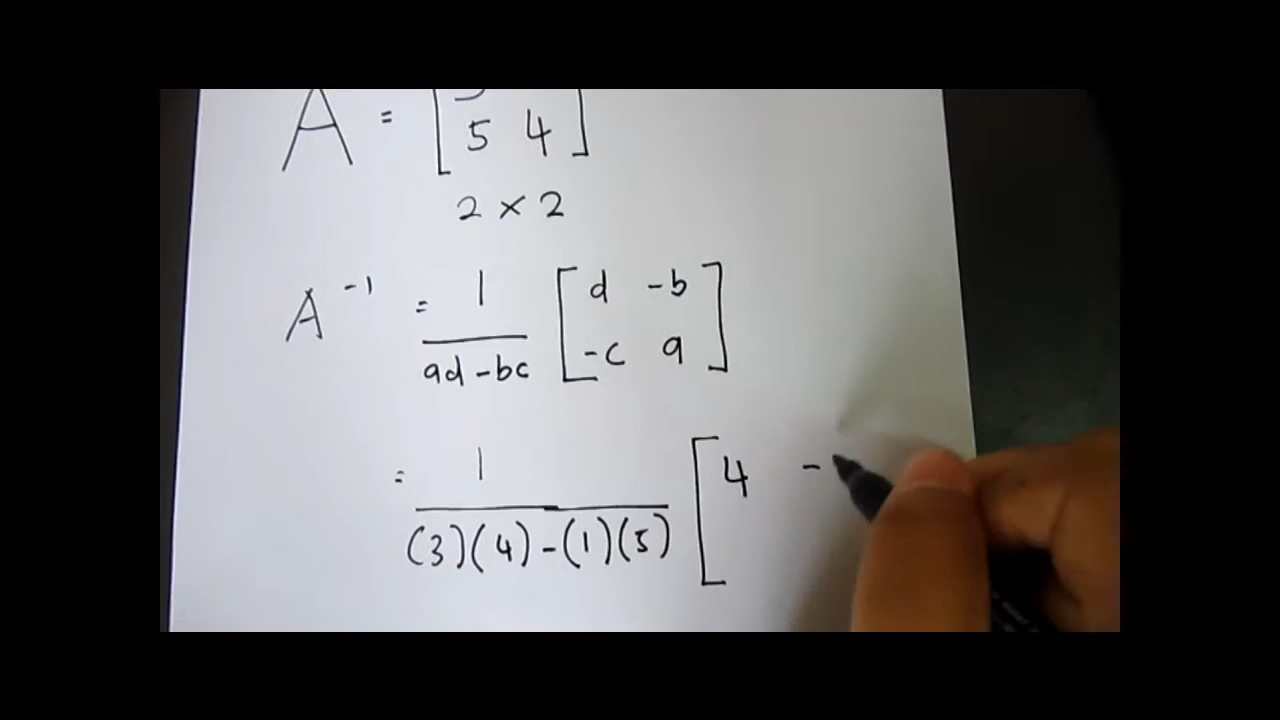 A = [5 4]
2 × 2
A⁻¹ = 1/(ad - bc) [d -b
-c a]
= 1/((3)(4) - (1)(5)) [4 -